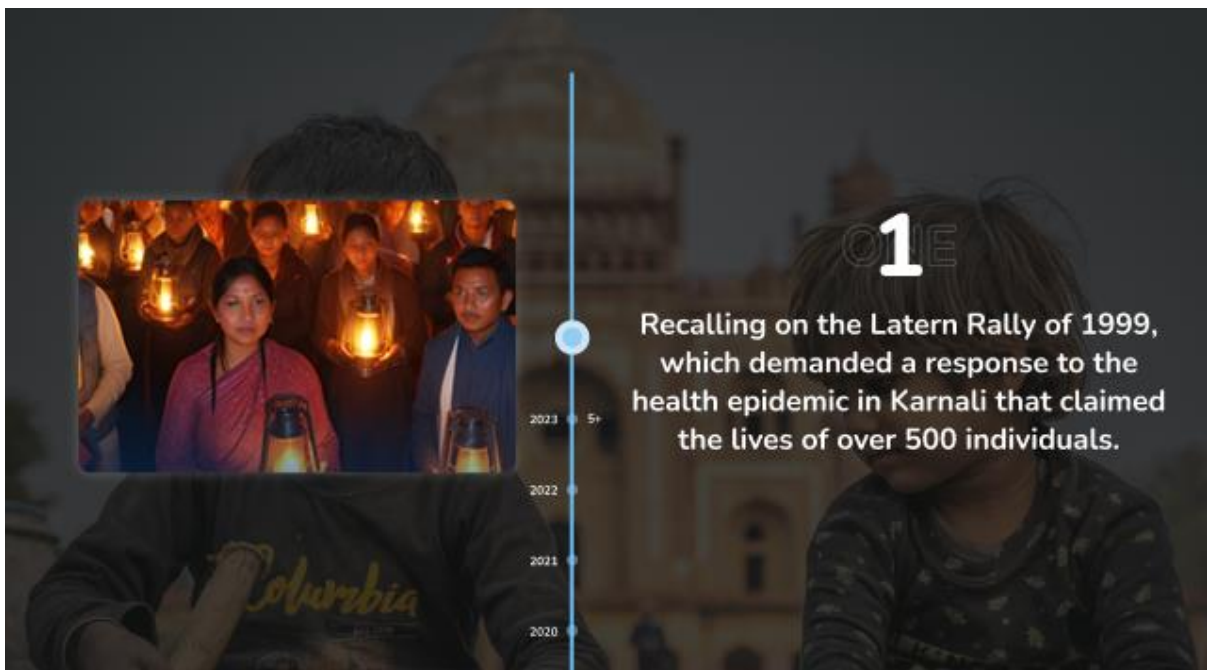 ONE
1
Recalling on the Latern Rally of 1999,
which demanded a response to the
health epidemic in Karnali that claimed
the lives of over 500 individuals.
2023 5+
2022
2021
2020
Columbia